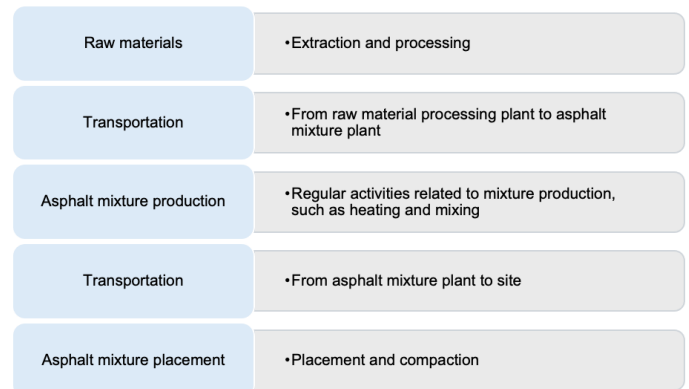 Raw materials
•Extraction and processing
Transportation
•From raw material processing plant to asphalt
mixture plant
Asphalt mixture production
•Regular activities related to mixture production,
such as heating and mixing
Transportation
•From asphalt mixture plant to site
Asphalt mixture placement
•Placement and compaction